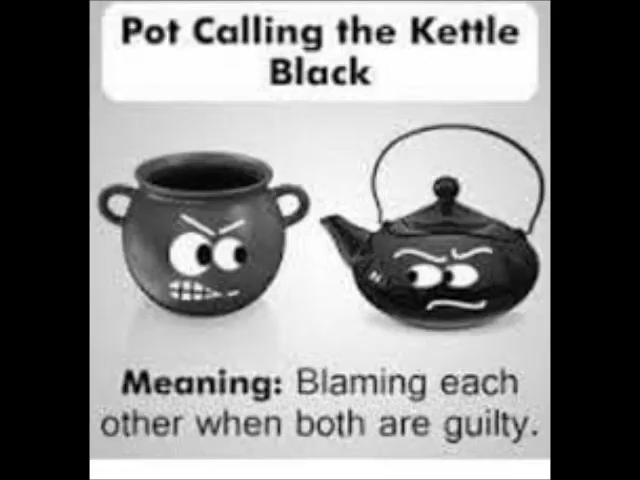 Pot Calling the Kettle
Black
Meaning: Blaming each
other when both are guilty.